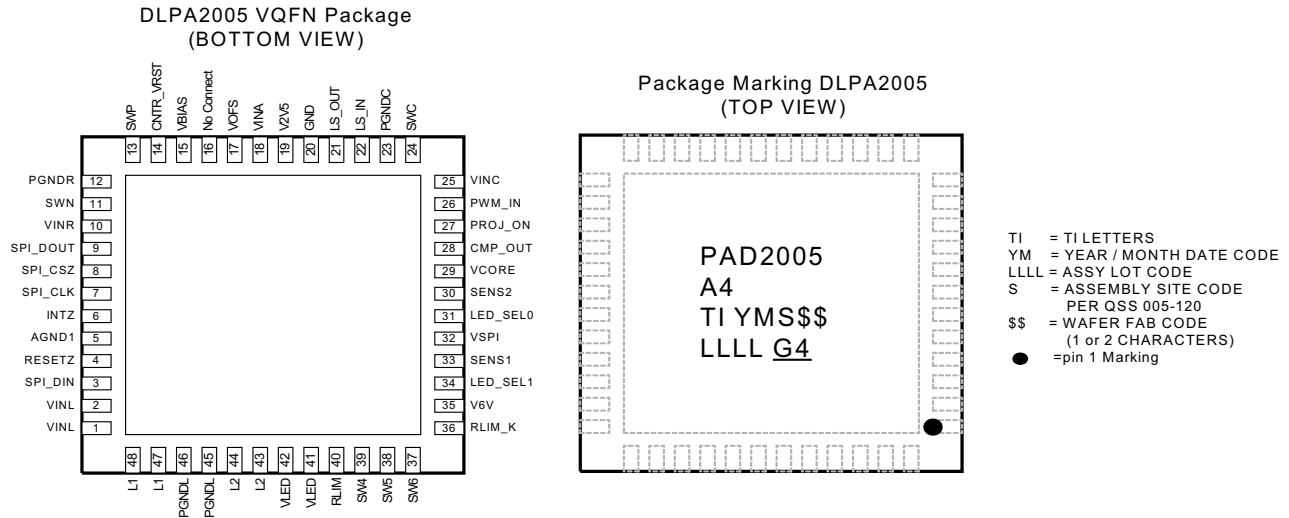 DLPA2005 VQFN Package
(BOTTOM VIEW)
SWP
CNTR_VRST
VBIAS
No Connect
VOFS
VINA
V2V5
GND
LS_OUT
LS_IN
PGNDC
SWC
13
14
15
16
17
18
19
20
21
22
23
24
PGNDR 12
SWN 11
VINR 10
SPI_DOUT 9
SPI_CSZ 8
SPI_CLK 7
INTZ 6
AGND1 5
RESETZ 4
SPI_DIN 3
VINL 2
VINL 1
25 VINC
26 PWM_IN
27 PROJ_ON
28 CMP_OUT
29 VCORE
30 SENS2
31 LED_SEL0
32 VSPI
33 SENS1
34 LED_SEL1
35 V6V
36 RLIM_K
48
47
46
45
44
43
42
41
40
39
38
37
L1
L1
PGNDL
PGNDL
L2
L2
VLED
VLED
RLIM
SW4
SW5
SW6
Package Marking DLPA2005
(TOP VIEW)
PAD2005
A4
TI YMS$$
LLLL G4
TI = TI LETTERS
YM = YEAR / MONTH DATE CODE
LLLL = ASSY LOT CODE
S = ASSEMBLY SITE CODE
PER QSS 005-120
$$ = WAFER FAB CODE
(1 or 2 CHARACTERS)
=pin 1 Marking